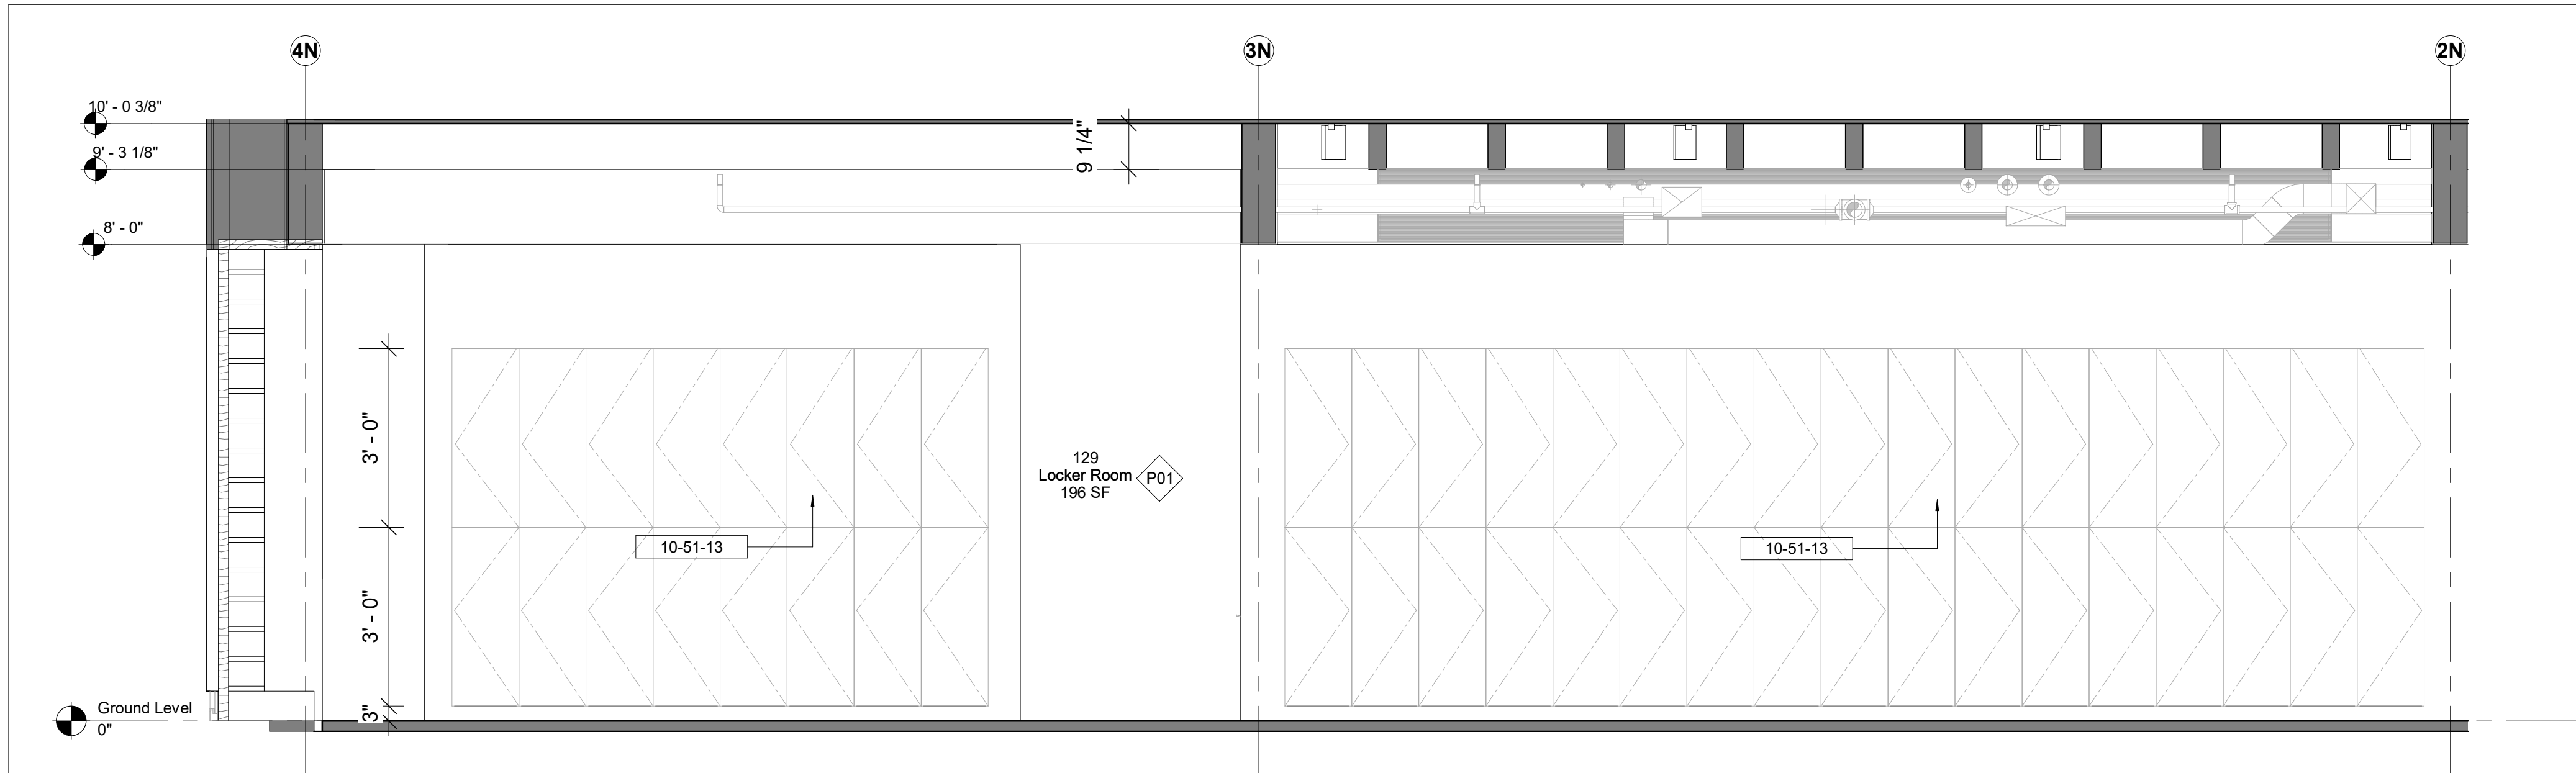 4N
3N
2N
10' - 0 3/8"
9' - 3 1/8"
8' - 0"
9 1/4"
3' - 0"
3' - 0"
3"
129
Locker Room
196 SF
P01
10-51-13
10-51-13
Ground Level
0"